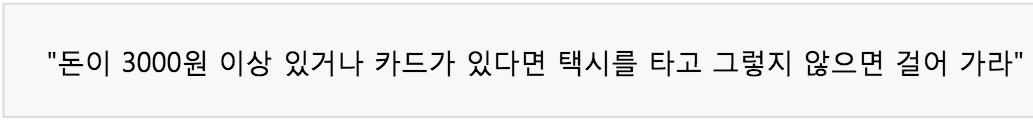 "돈이 3000원 이상 있거나 카드가 있다면 택시를 타고 그렇지 않으면 걸어 가라"